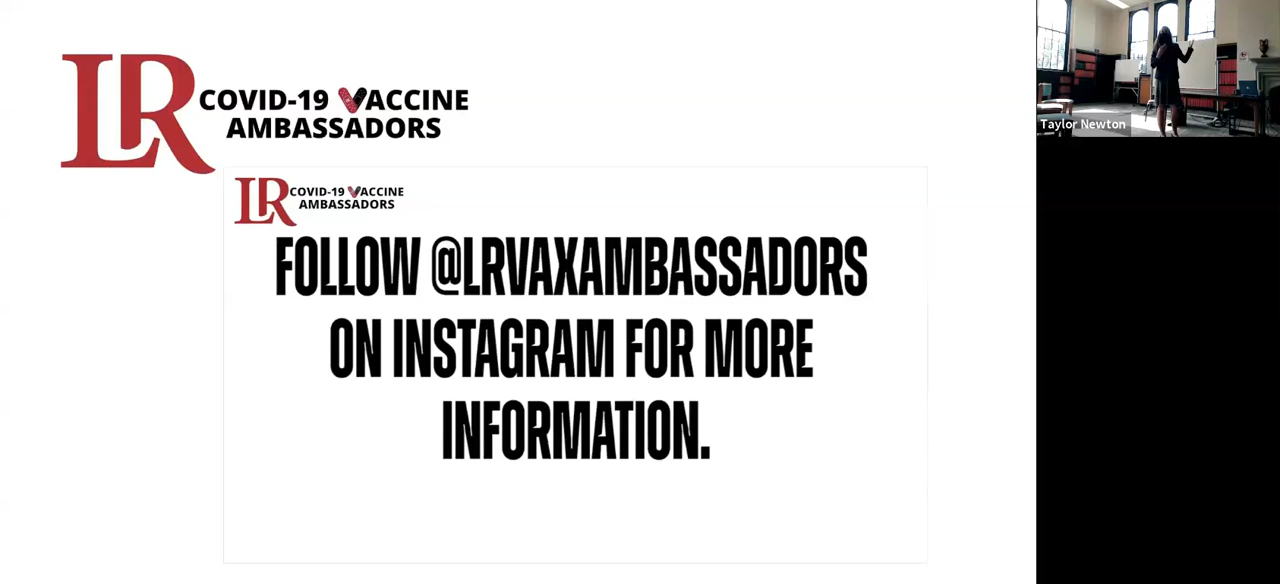 LR COVID-19 VACCINE
AMBASSADORS
LR COVID-19 VACCINE
AMBASSADORS
FOLLOW @LRVAXAMBASSADORS
ON INSTAGRAM FOR MORE
INFORMATION.
Taylor Newton